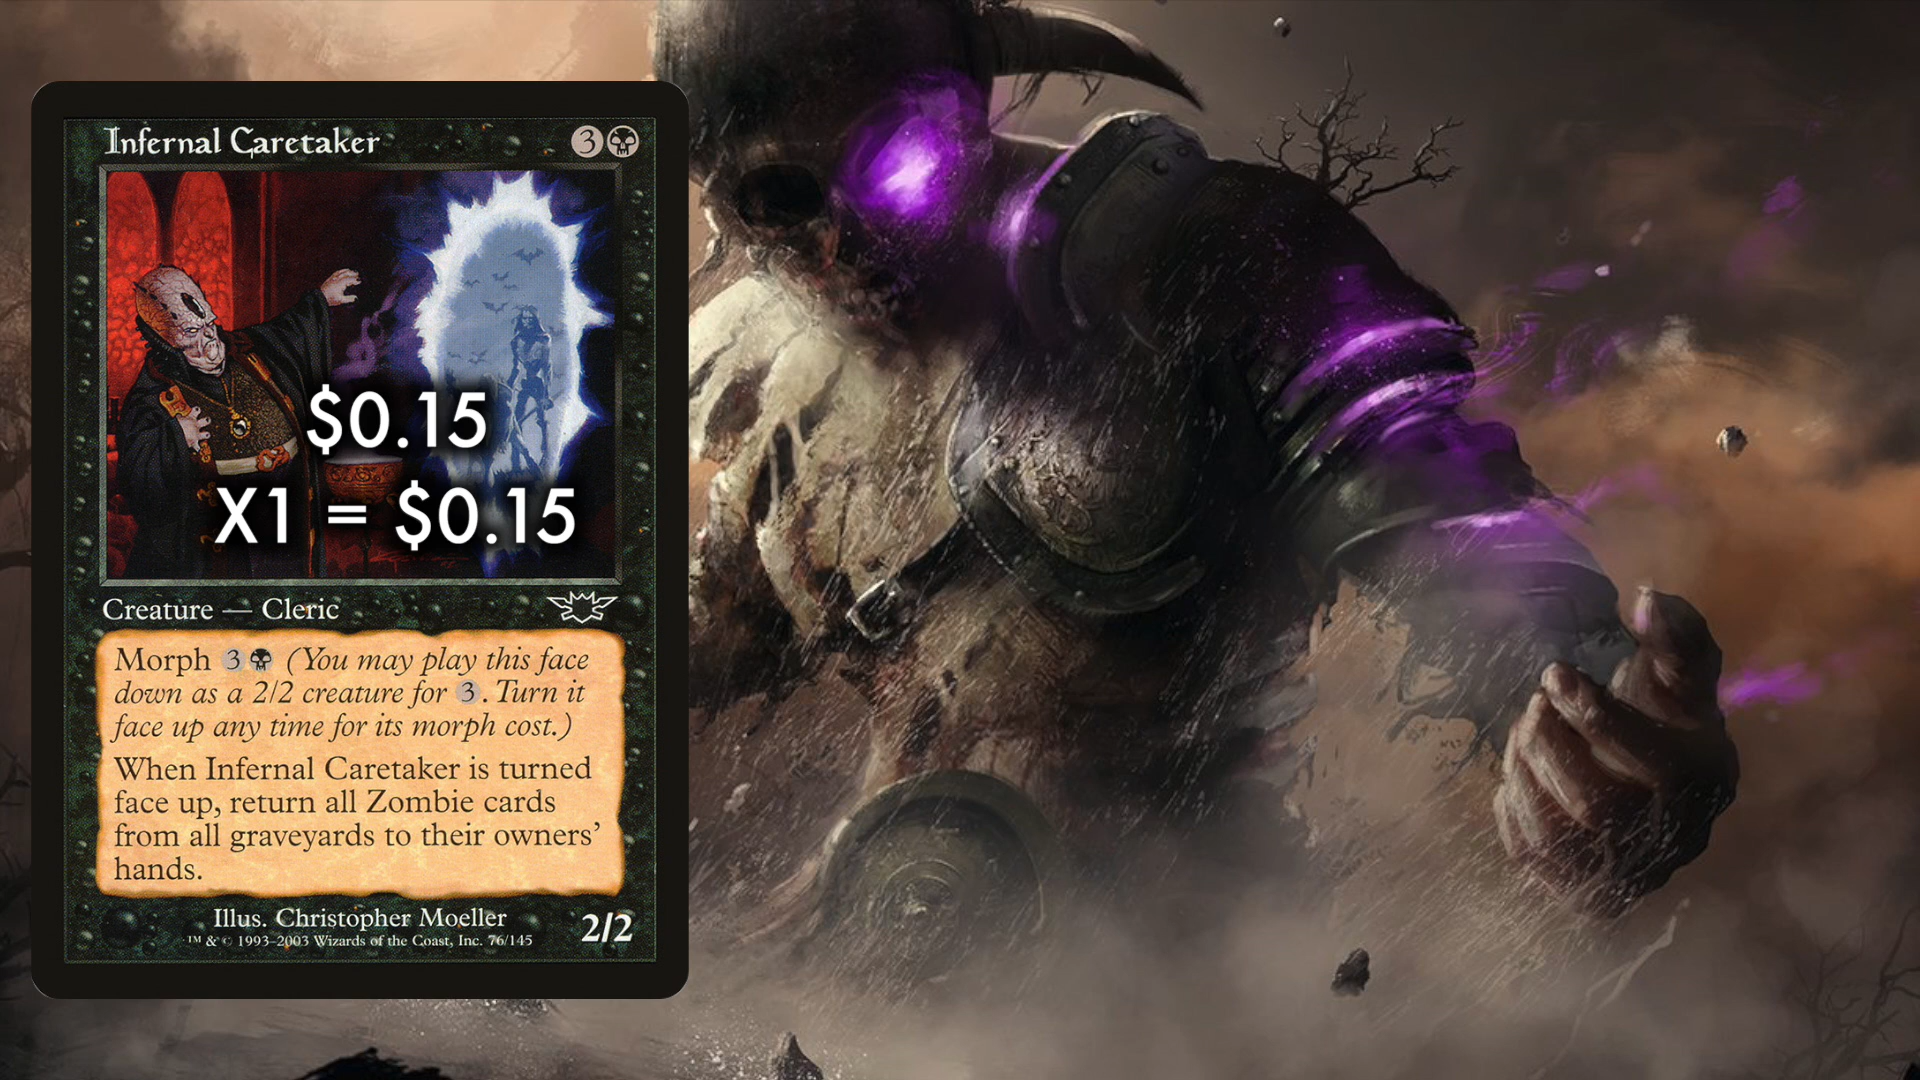 Infernal Caretaker 3
$0.15
X1 = $0.15
Creature — Cleric
Morph 3 (You may play this face
down as a 2/2 creature for 3. Turn it
face up any time for its morph cost.)
When Infernal Caretaker is turned
face up, return all Zombie cards
from all graveyards to their owners’
hands.
Illus. Christopher Moeller
™ & © 1993–2003 Wizards of the Coast, Inc. 76/145
2/2